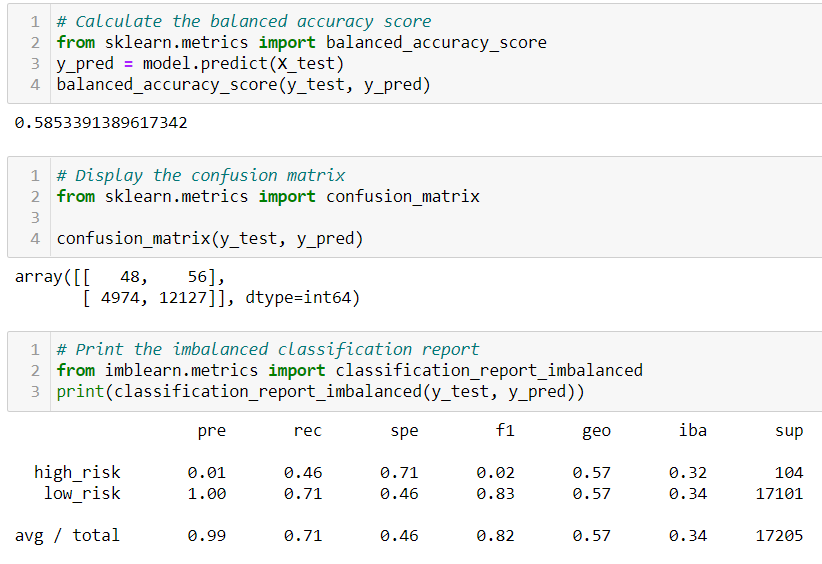 1 # Calculate the balanced accuracy score
2 from sklearn.metrics import balanced_accuracy_score
3 y_pred = model.predict(X_test)
4 balanced_accuracy_score(y_test, y_pred)
0.5853391389617342
1 # Display the confusion matrix
2 from sklearn.metrics import confusion_matrix
3
4 confusion_matrix(y_test, y_pred)
array([[   48,    56],
       [ 4974, 12127]], dtype=int64)
1 # Print the imbalanced classification report
2 from imblearn.metrics import classification_report_imbalanced
3 print(classification_report_imbalanced(y_test, y_pred))
pre rec spe f1 geo iba sup
high_risk 0.01 0.46 0.71 0.02 0.57 0.32 104
low_risk 1.00 0.71 0.46 0.83 0.57 0.34 17101
avg / total 0.99 0.71 0.46 0.82 0.57 0.34 17205